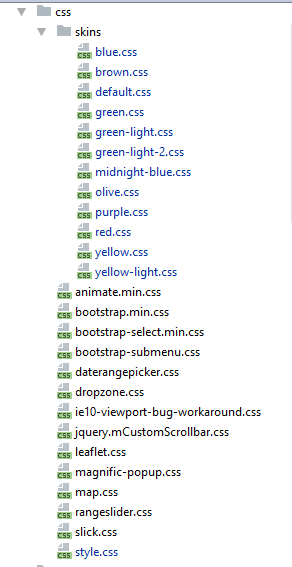 css
skins
CSS blue.css
CSS brown.css
CSS default.css
CSS green.css
CSS green-light.css
CSS green-light-2.css
CSS midnight-blue.css
CSS olive.css
CSS purple.css
CSS red.css
CSS yellow.css
CSS yellow-light.css
CSS animate.min.css
CSS bootstrap.min.css
CSS bootstrap-select.min.css
CSS bootstrap-submenu.css
CSS daterangepicker.css
CSS dropzone.css
CSS ie10-viewport-bug-workaround.css
CSS jquery.mCustomScrollbar.css
CSS leaflet.css
CSS magnific-popup.css
CSS map.css
CSS rangeslider.css
CSS slick.css
CSS style.css